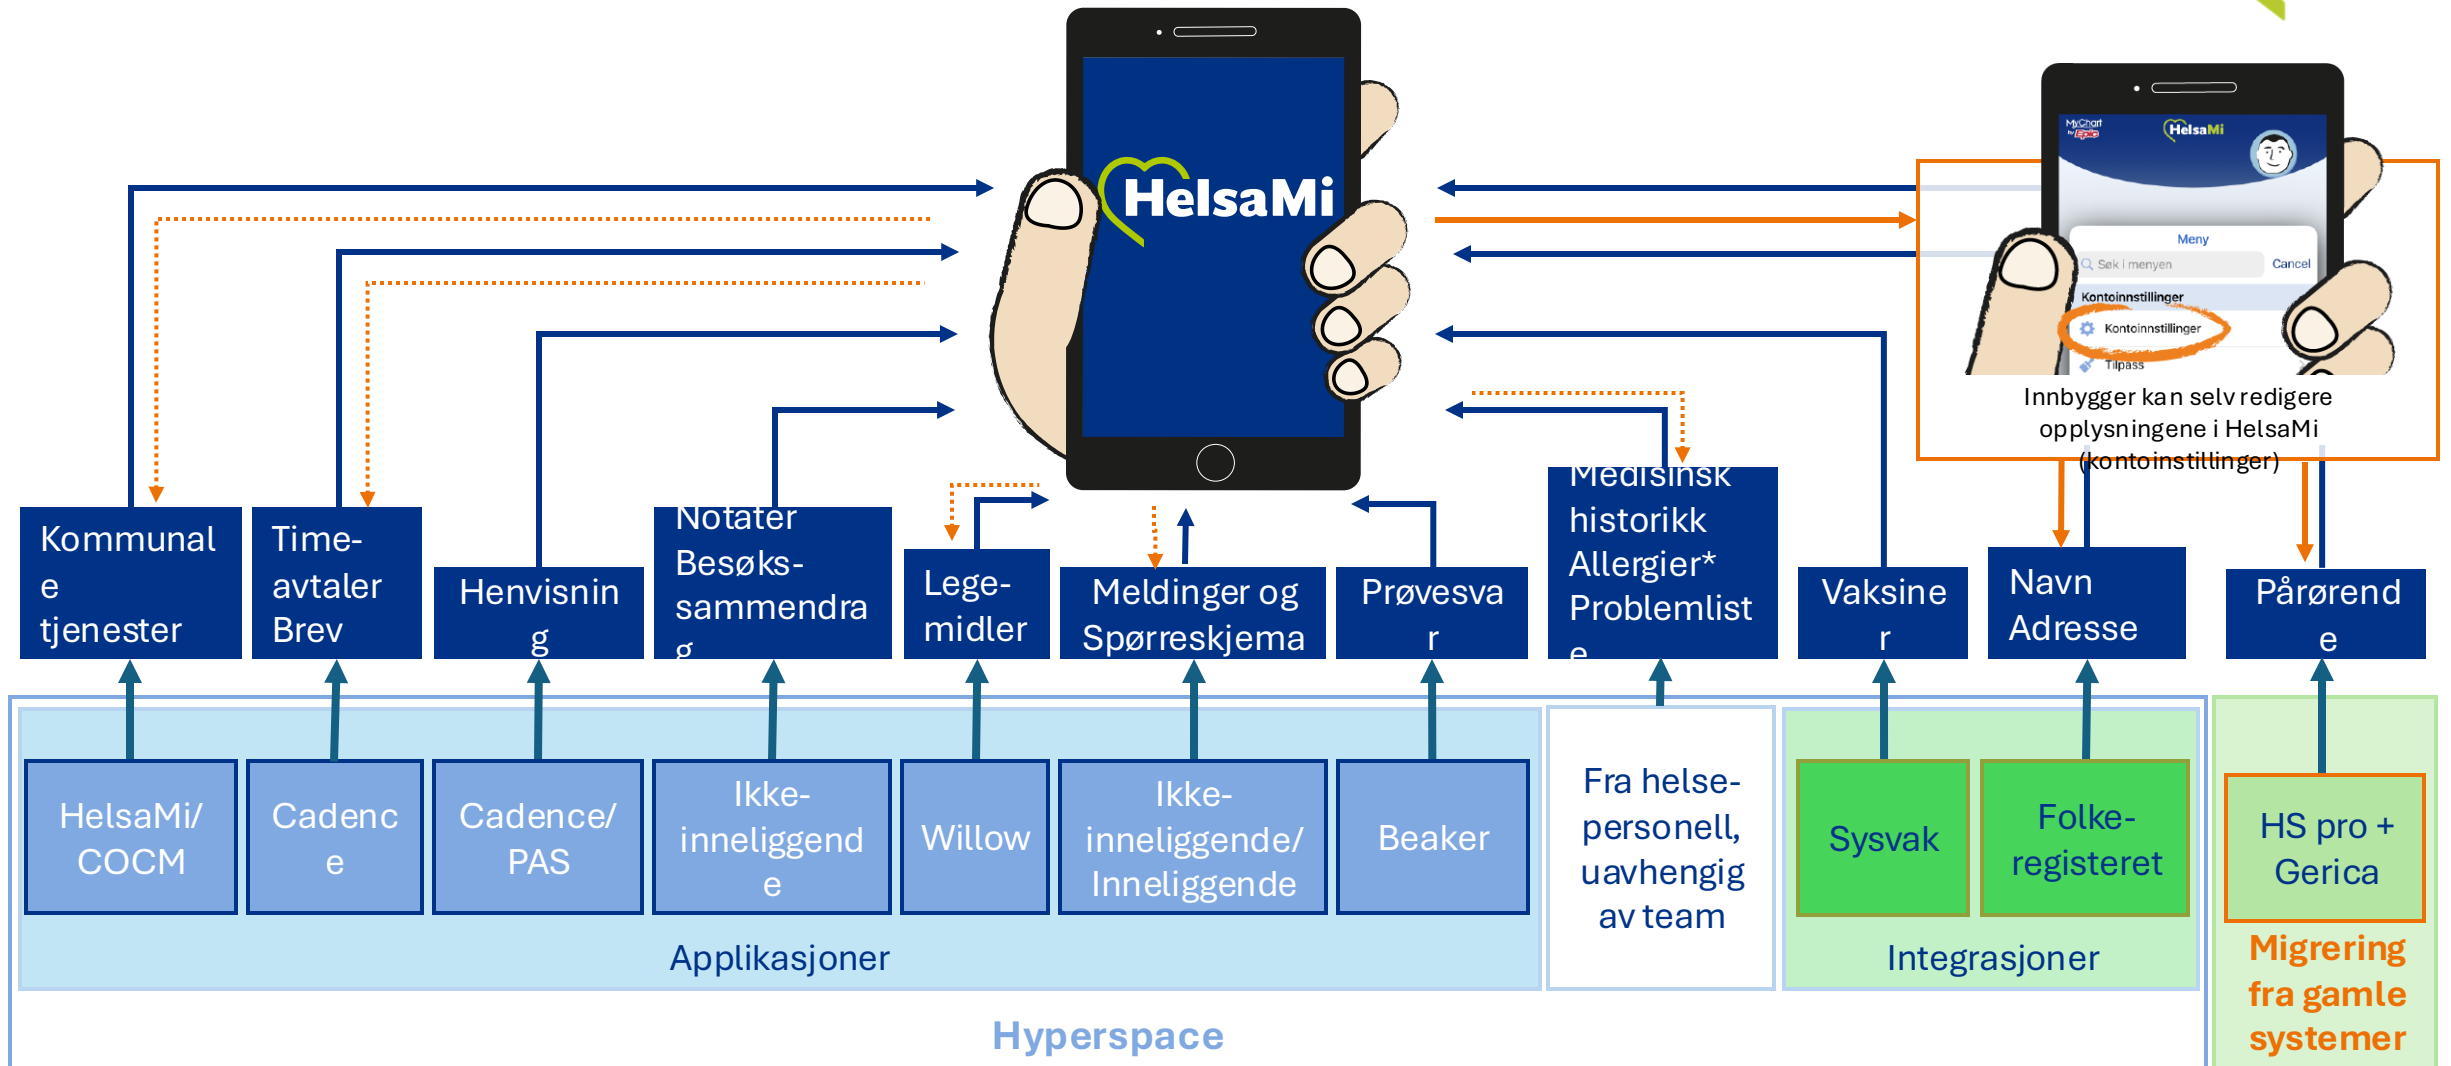 HelsaMi
MyChart
by Epic
HelsaMi
Meny
Søk i menyen
Cancel
Kontoinnstillinger
Kontoinnstillinger
Tilpass
Innbygger kan selv redigere
opplysningene i HelsaMi
(kontoinstillinger)
Kommunal
e
tjenester
Time-
avtaler
Brev
Henvisnin
g
Notater
Besøks-
sammendra
g
Lege-
midler
Meldinger og
Spørreskjema
Prøvesva
r
Medisinsk
historikk
Allergier*
Problemlist
e
Vaksine
r
Navn
Adresse
Pårørend
e
HelsaMi/
COCM
Cadenc
e
Cadence/
PAS
Ikke-
inneliggend
e
Willow
Ikke-
inneliggende/
Inneliggende
Beaker
Fra helse-
personell,
uavhengig
av team
Sysvak
Folke-
registeret
HS pro +
Gerica
Applikasjoner
Integrasjoner
Migrering
fra gamle
systemer
Hyperspace